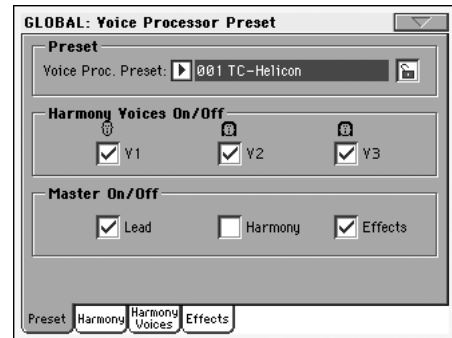 GLOBAL: Voice Processor Preset
Preset
Voice Proc. Preset: 001 TC-Helicon
Harmony Voices On/Off
V1 V2 V3
Master On/Off
Lead Harmony Effects
Preset Harmony Harmony Voices Effects